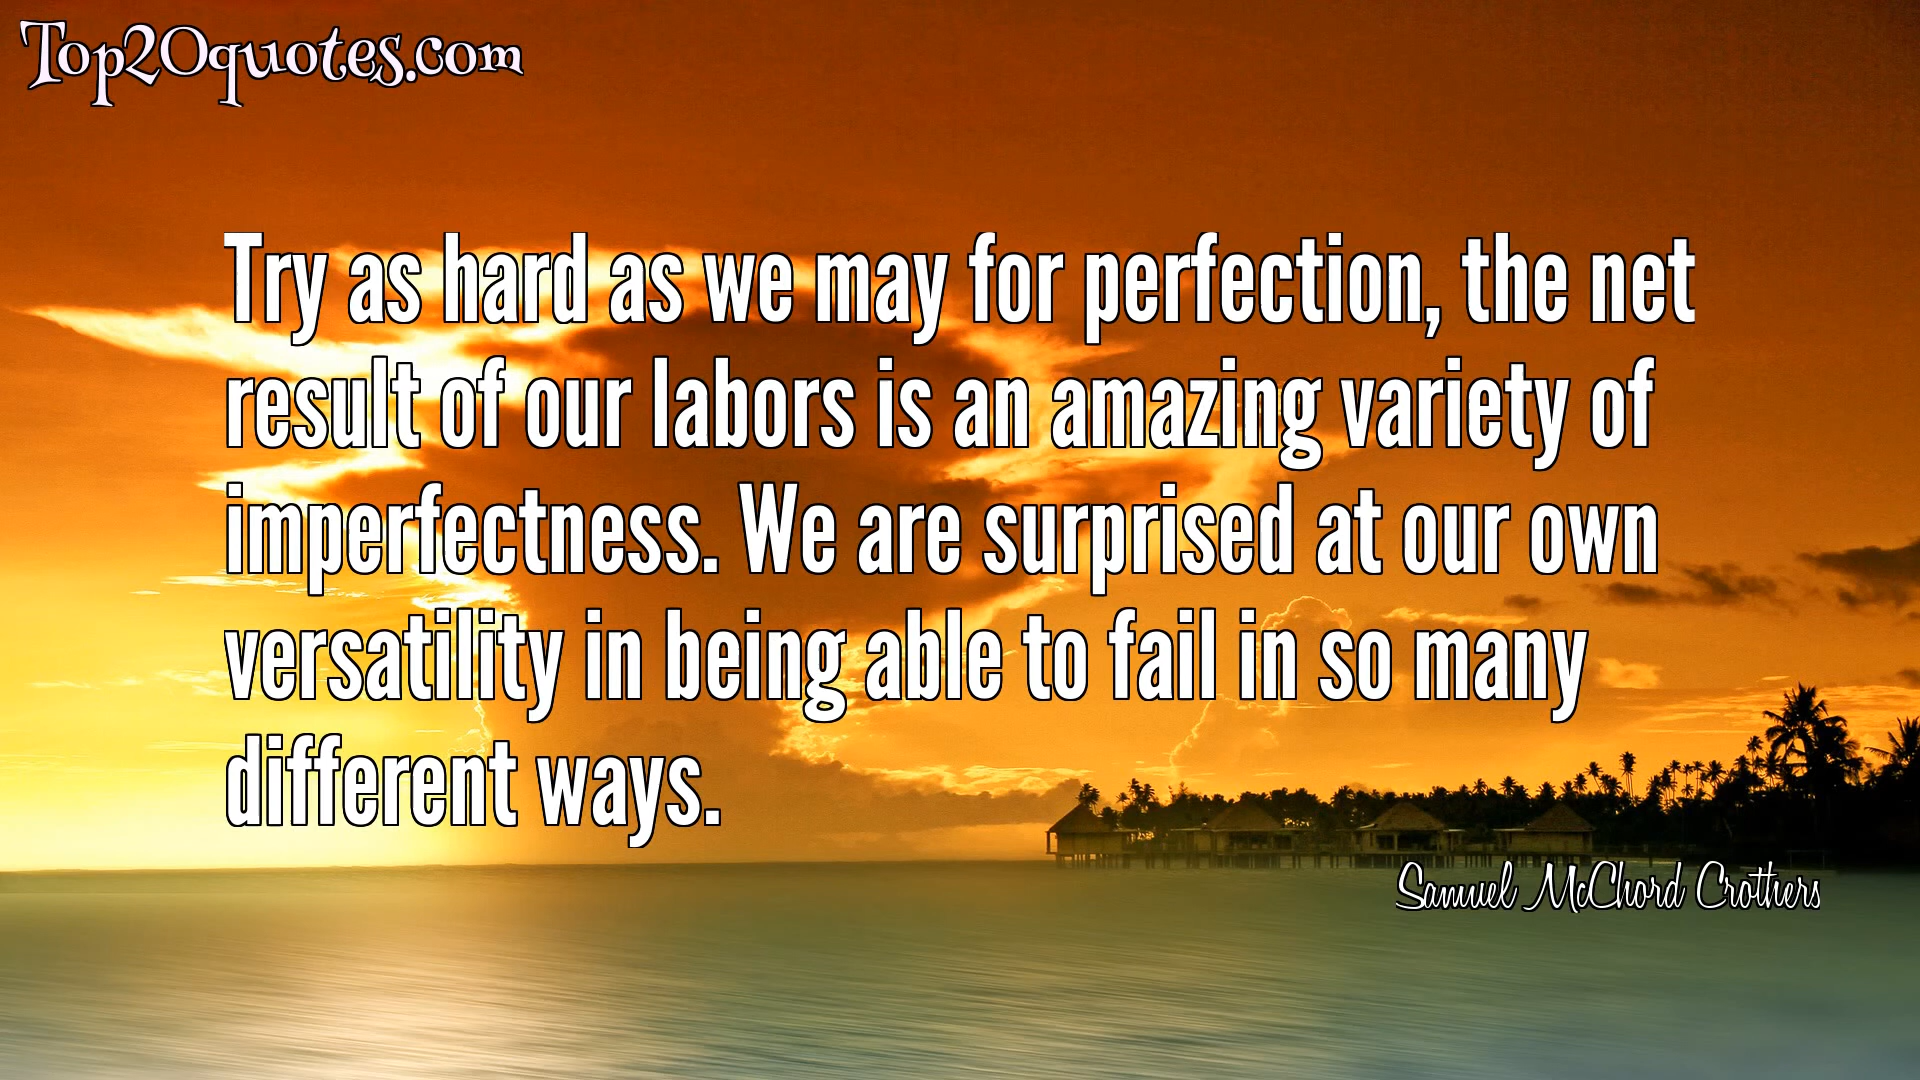 Top20quotes.com
Try as hard as we may for perfection, the net
result of our labors is an amazing variety of
imperfectness. We are surprised at our own
versatility in being able to fail in so many
different ways.
Samuel McChord Crothers